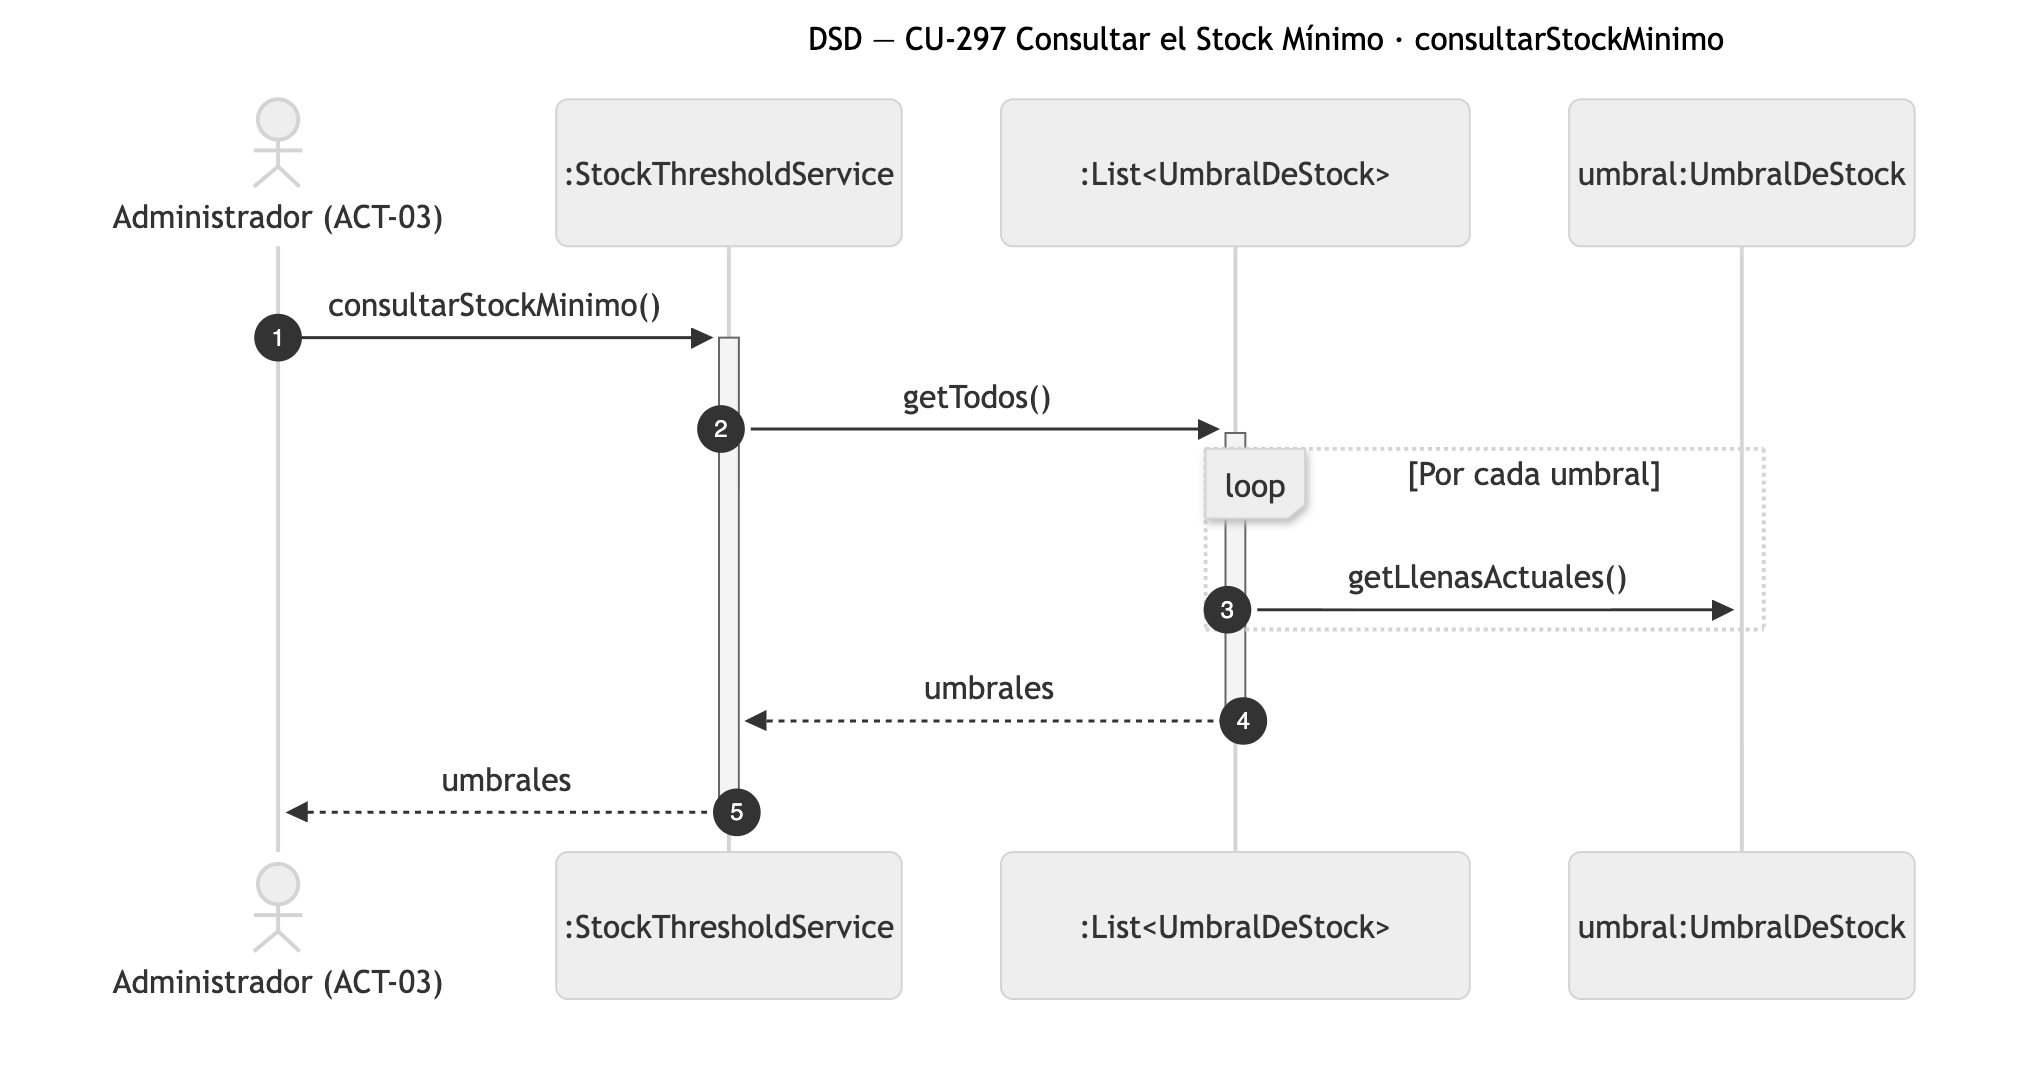 DSD — CU-297 Consultar el Stock Mínimo · consultarStockMinimo
Administrador (ACT-03)
:StockThresholdService
:List<UmbralDeStock>
umbral:UmbralDeStock
consultarStockMinimo()
1
getTodos()
2
loop
[Por cada umbral]
getLlenasActuales()
3
umbrales
4
umbrales
5
Administrador (ACT-03)
:StockThresholdService
:List<UmbralDeStock>
umbral:UmbralDeStock